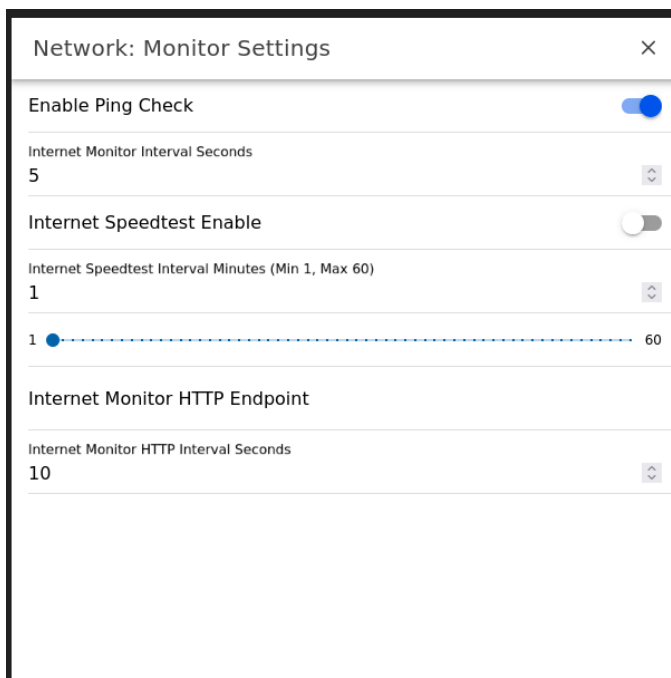 Network: Monitor Settings
Enable Ping Check
Internet Monitor Interval Seconds
5
Internet Speedtest Enable
Internet Speedtest Interval Minutes (Min 1, Max 60)
1
1 60
Internet Monitor HTTP Endpoint
Internet Monitor HTTP Interval Seconds
10